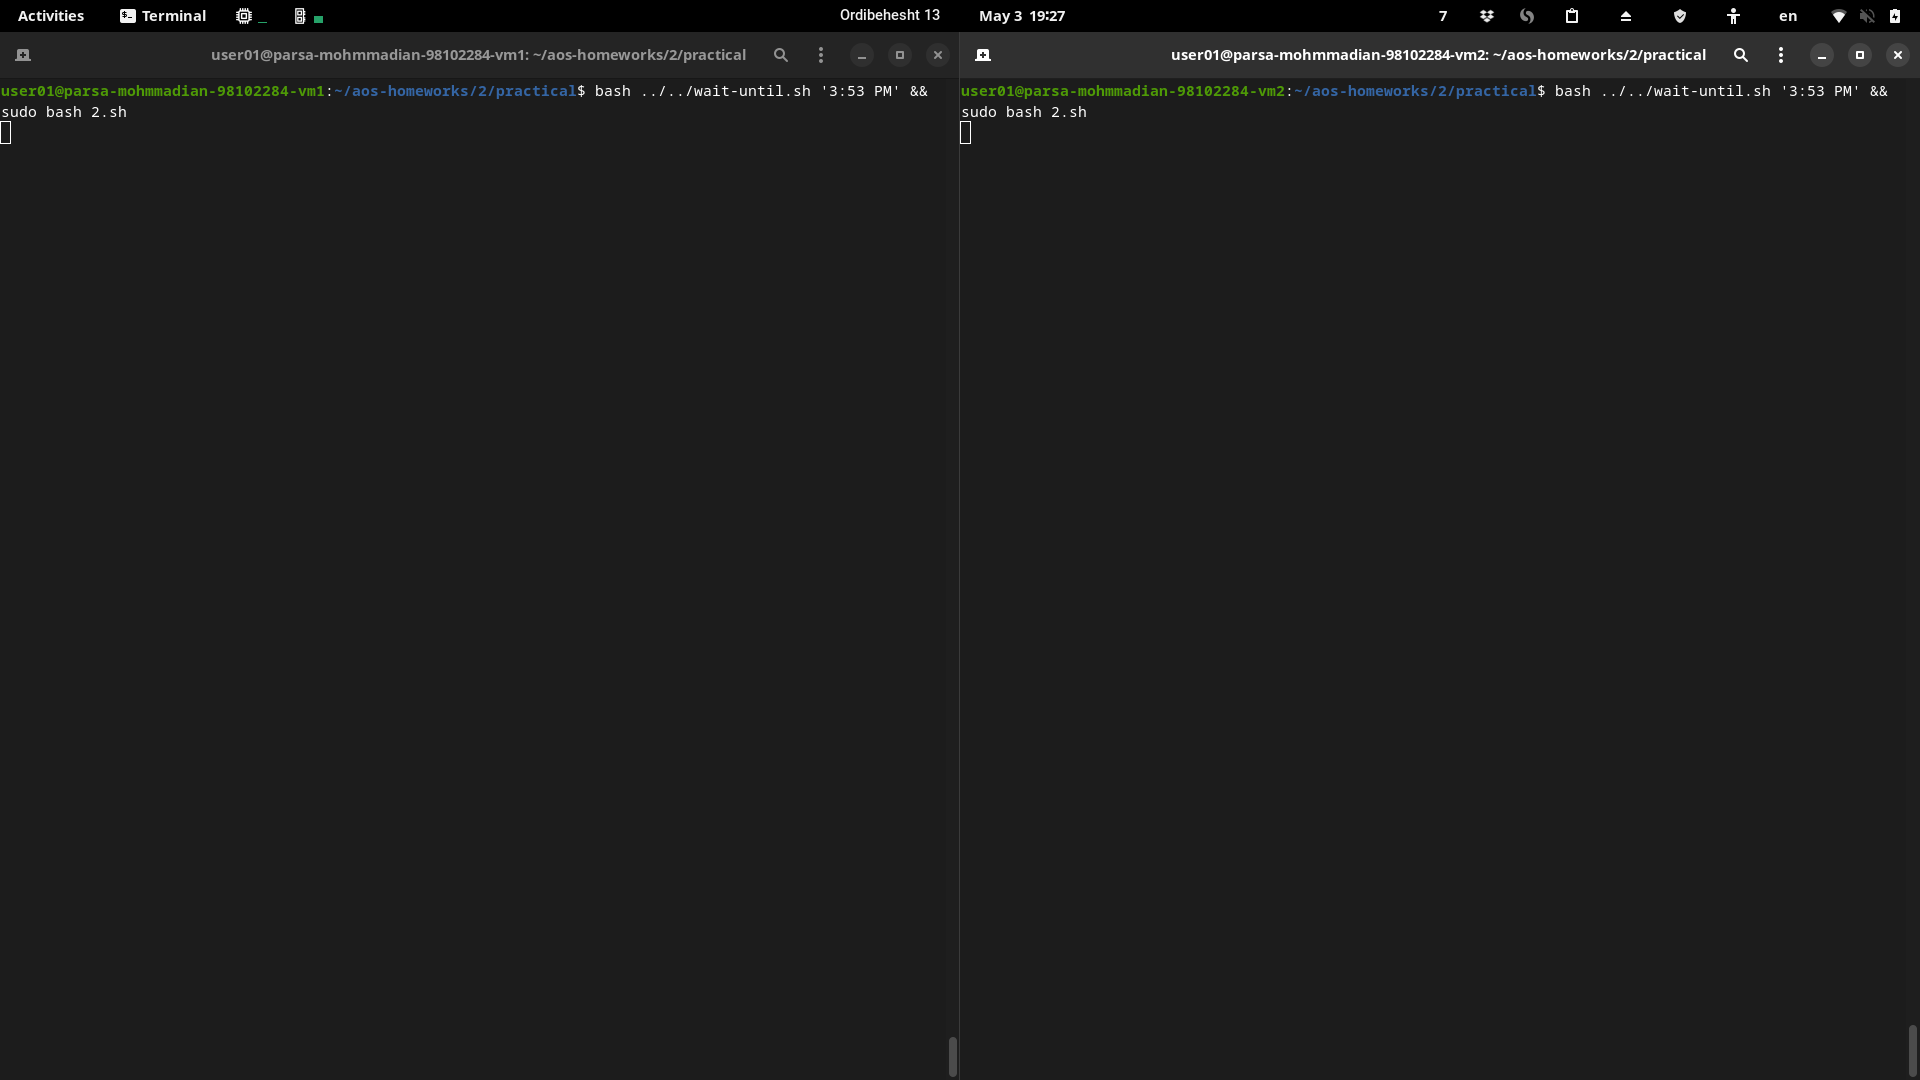 Activities Terminal Ordibehesht 13 May 3 19:27 7 en
user01@parsa-mohmmadian-98102284-vm1: ~/aos-homeworks/2/practical
user01@parsa-mohmmadian-98102284-vm1:~/aos-homeworks/2/practical$ bash ../../wait-until.sh '3:53 PM' &&
sudo bash 2.sh
user01@parsa-mohmmadian-98102284-vm2: ~/aos-homeworks/2/practical
user01@parsa-mohmmadian-98102284-vm2:~/aos-homeworks/2/practical$ bash ../../wait-until.sh '3:53 PM' &&
sudo bash 2.sh